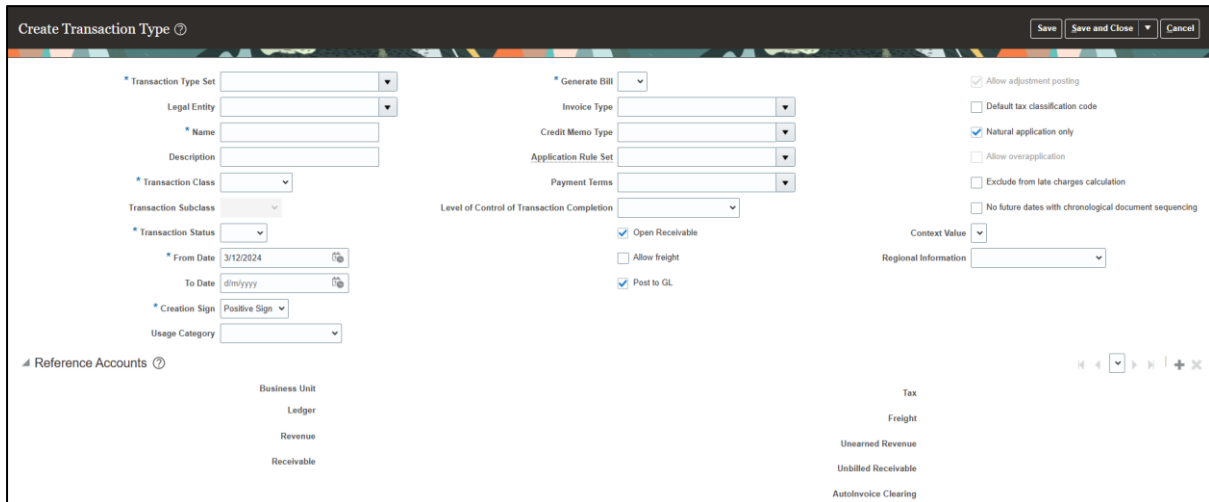 Create Transaction Type
Save Save and Close Cancel
* Transaction Type Set
Legal Entity
* Name
Description
* Transaction Class
Transaction Subclass
* Transaction Status
* From Date 3/12/2024
To Date d/m/yyyy
* Creation Sign Positive Sign
Usage Category
* Generate Bill
Invoice Type
Credit Memo Type
Application Rule Set
Payment Terms
Level of Control of Transaction Completion
Open Receivable
Allow freight
Post to GL
Allow adjustment posting
Default tax classification code
Natural application only
Allow overapplication
Exclude from late charges calculation
No future dates with chronological document sequencing
Context Value
Regional Information
Reference Accounts
Business Unit
Ledger
Revenue
Receivable
Tax
Freight
Unearned Revenue
Unbilled Receivable
AutoInvoice Clearing